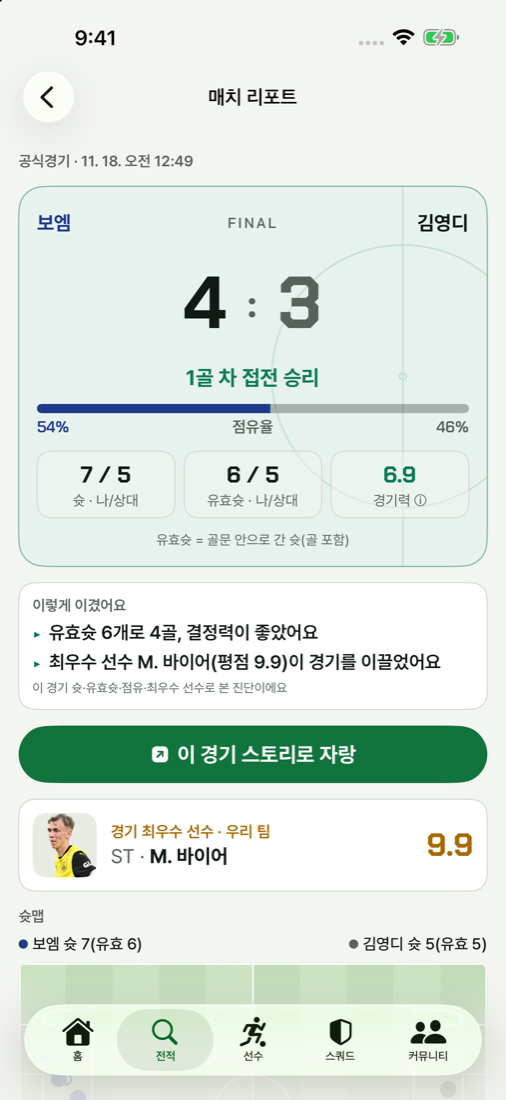 9:41
매치 리포트
공식경기 · 11. 18. 오전 12:49
보엠 FINAL 김영디
4 : 3
1골 차 접전 승리
54% 점유율 46%
7 / 5 6 / 5 6.9
슛 · 나/상대 유효슛 · 나/상대 경기력 ⓘ
유효슛 = 골문 안으로 간 슛(골 포함)
이렇게 이겼어요
▸ 유효슛 6개로 4골, 결정력이 좋았어요
▸ 최우수 선수 M. 바이어(평점 9.9)이 경기를 이끌었어요
이 경기 슛·유효슛·점유·최우수 선수로 본 진단이에요
이 경기 스토리로 자랑
경기 최우수 선수 · 우리 팀
ST · M. 바이어
9.9
슛맵
보엠 슛 7(유효 6) 김영디 슛 5(유효 5)
홈 전적 선수 스쿼드 커뮤니티